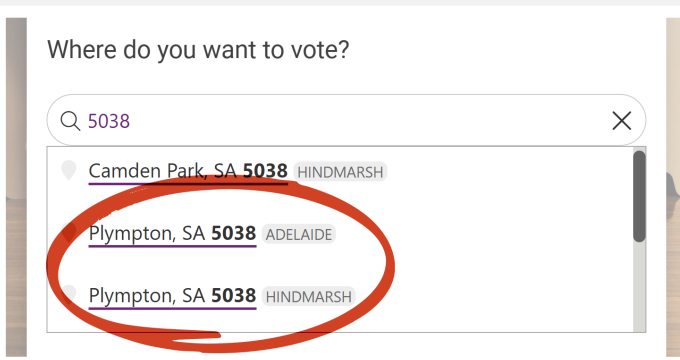 Where do you want to vote?
5038
Camden Park, SA 5038 HINDMARSH
Plympton, SA 5038 ADELAIDE
Plympton, SA 5038 HINDMARSH